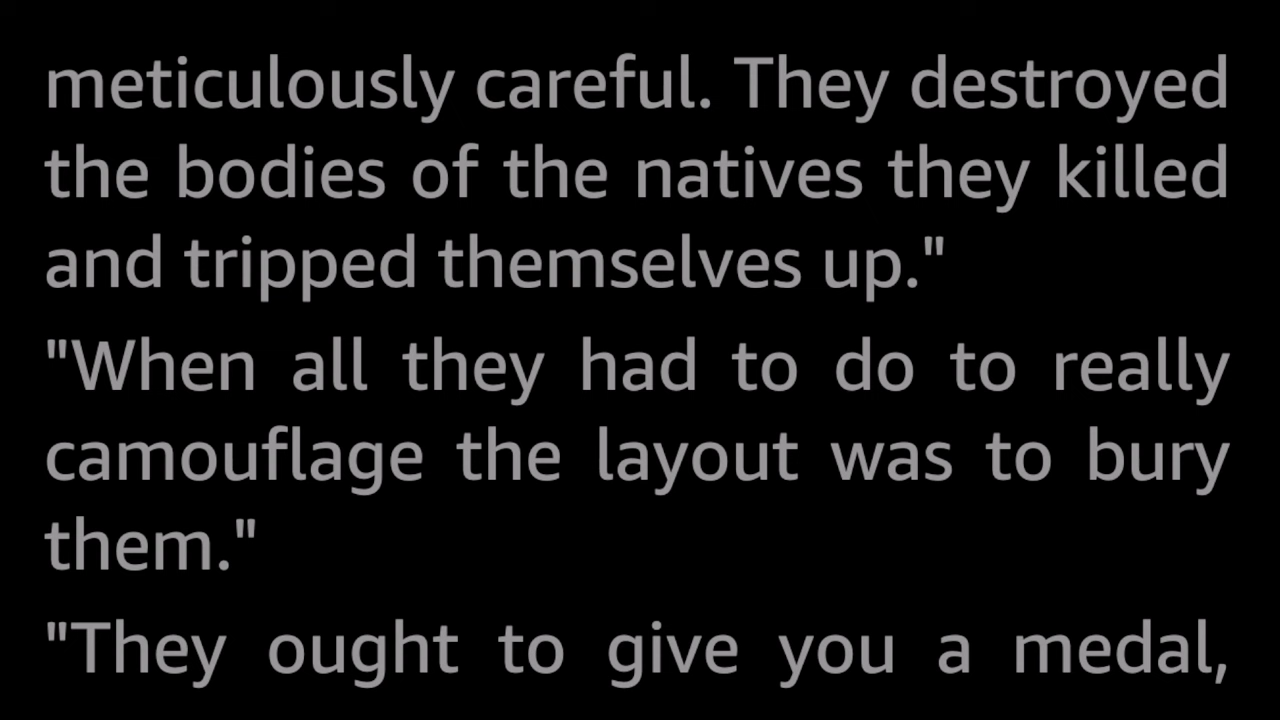 meticulously careful. They destroyed
the bodies of the natives they killed
and tripped themselves up."
"When all they had to do to really
camouflage the layout was to bury
them."
"They ought to give you a medal,